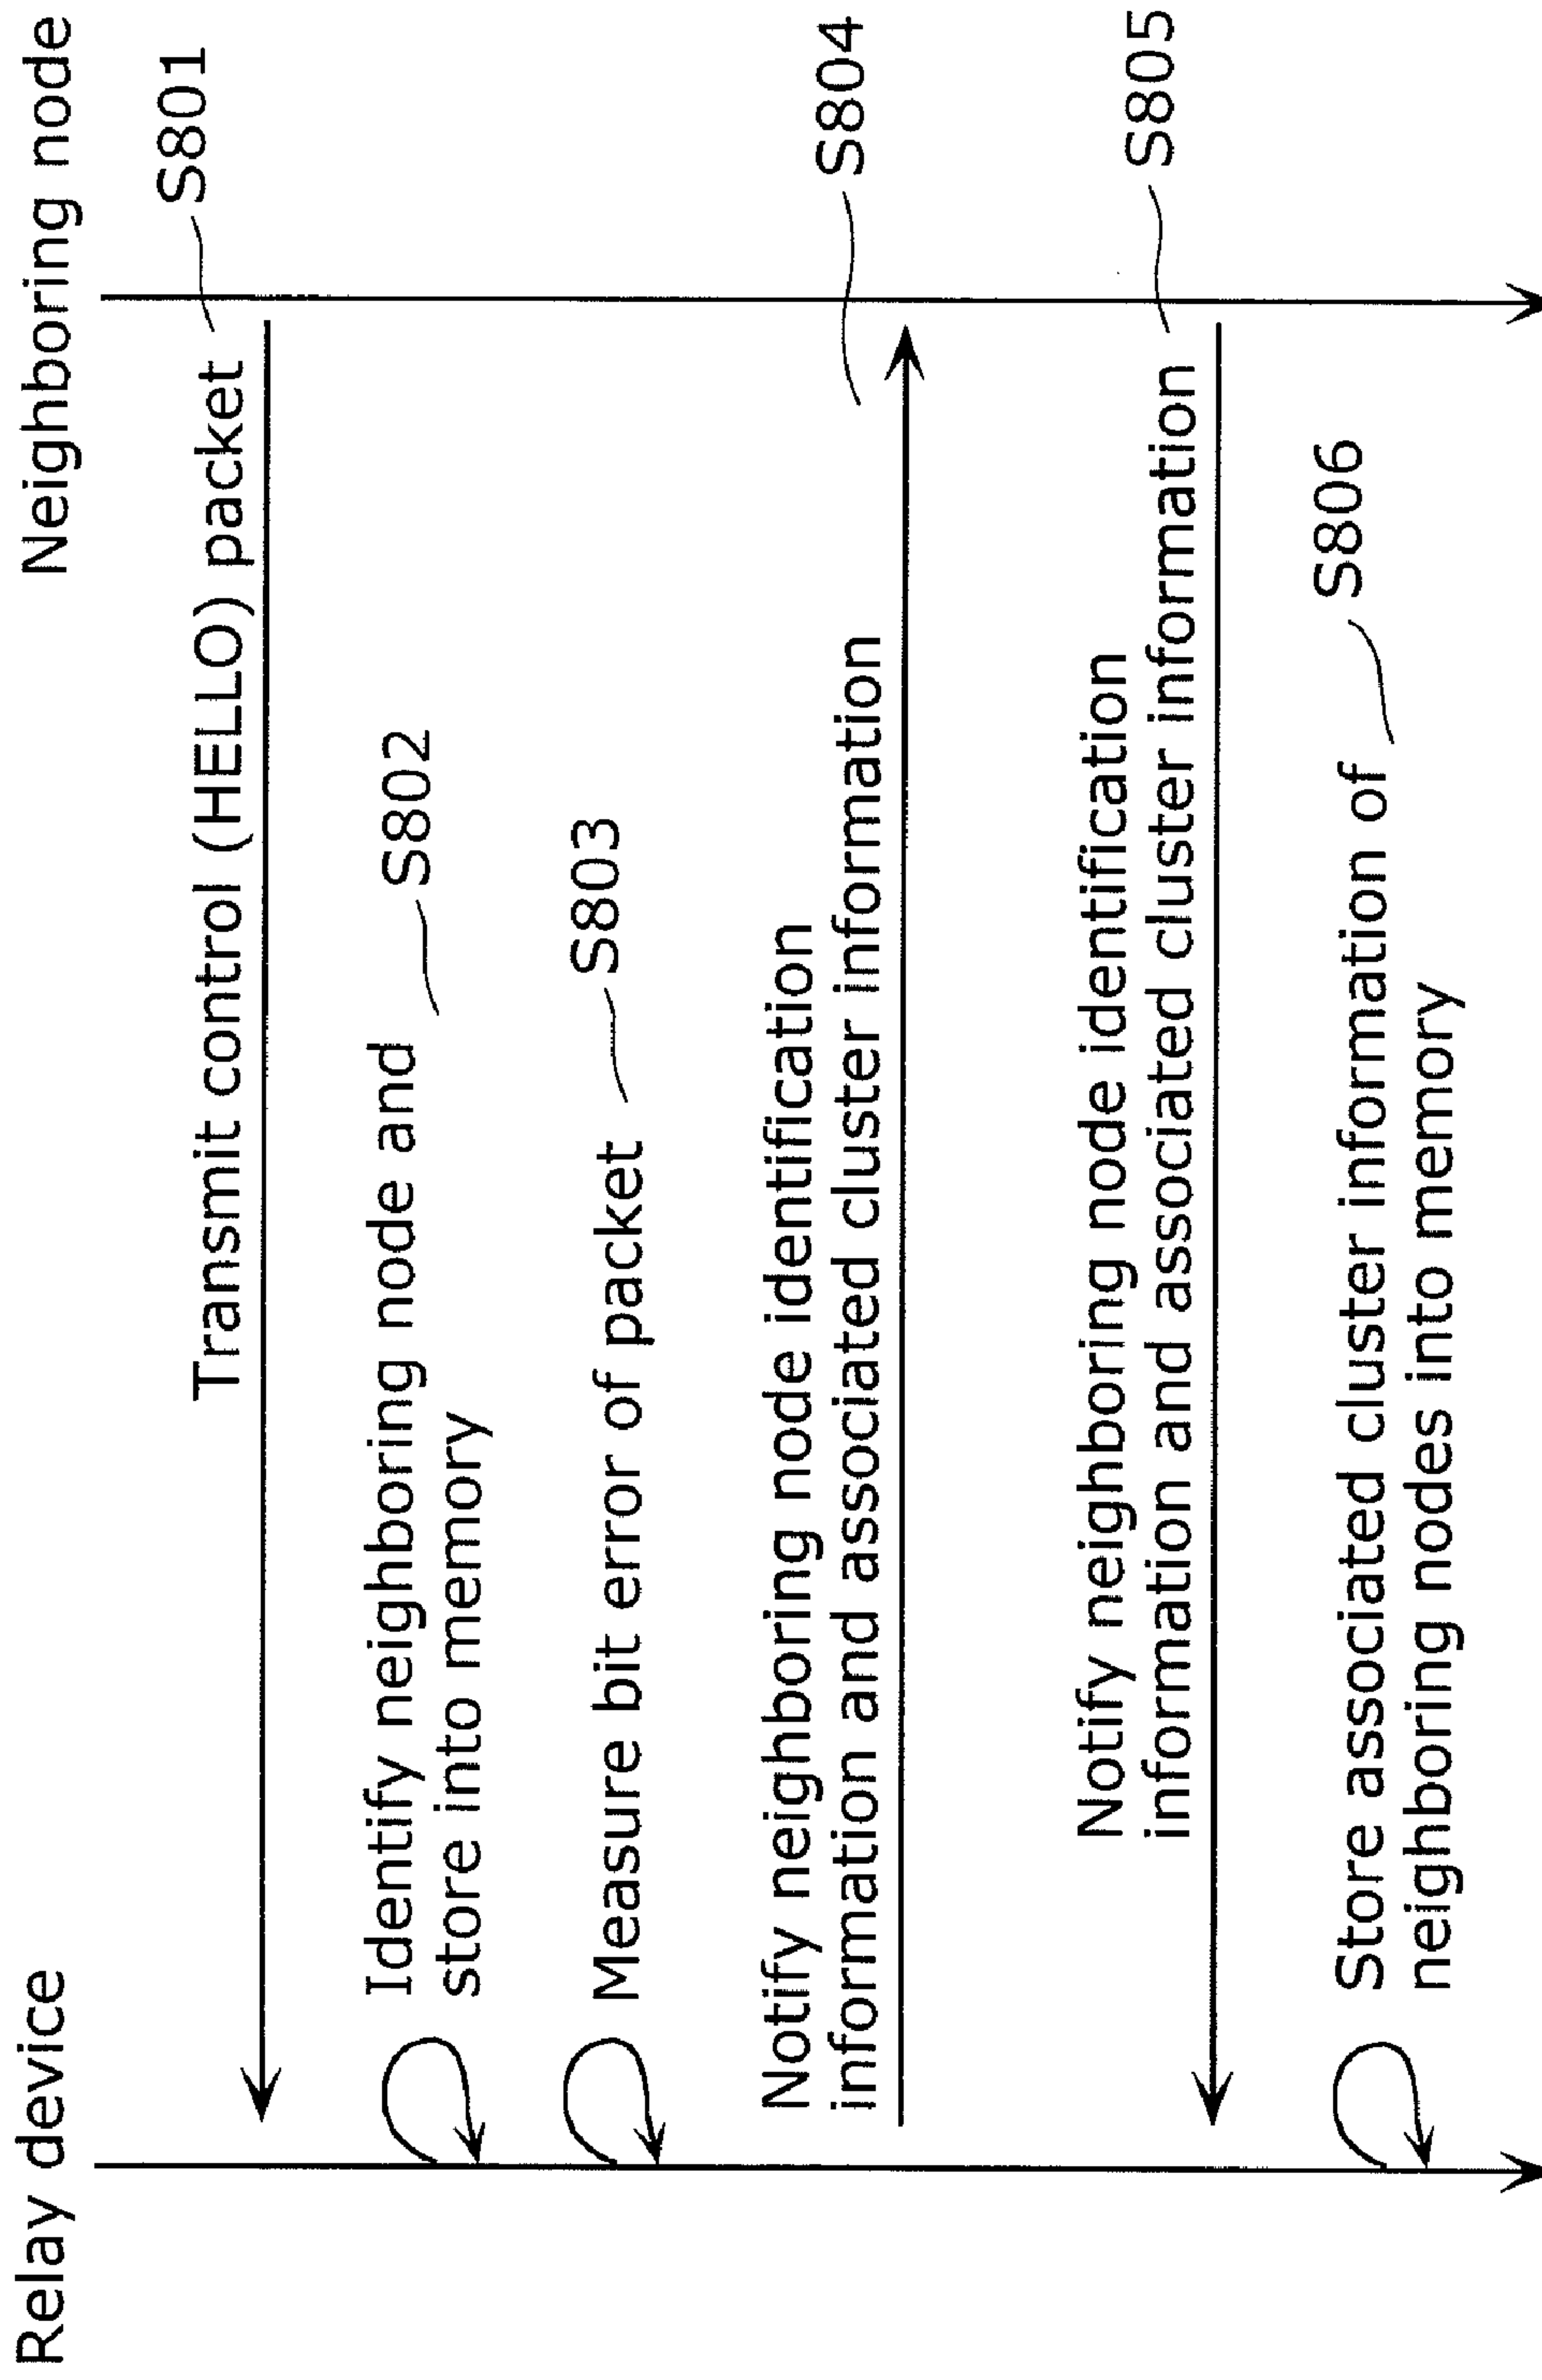 Relay device
Neighboring node
Transmit control (HELLO) packet
S801
Identify neighboring node and
store into memory
S802
Measure bit error of packet
S803
Notify neighboring node identification
information and associated cluster information
S804
Notify neighboring node identification
information and associated cluster information
S805
Store associated cluster information of
neighboring nodes into memory
S806